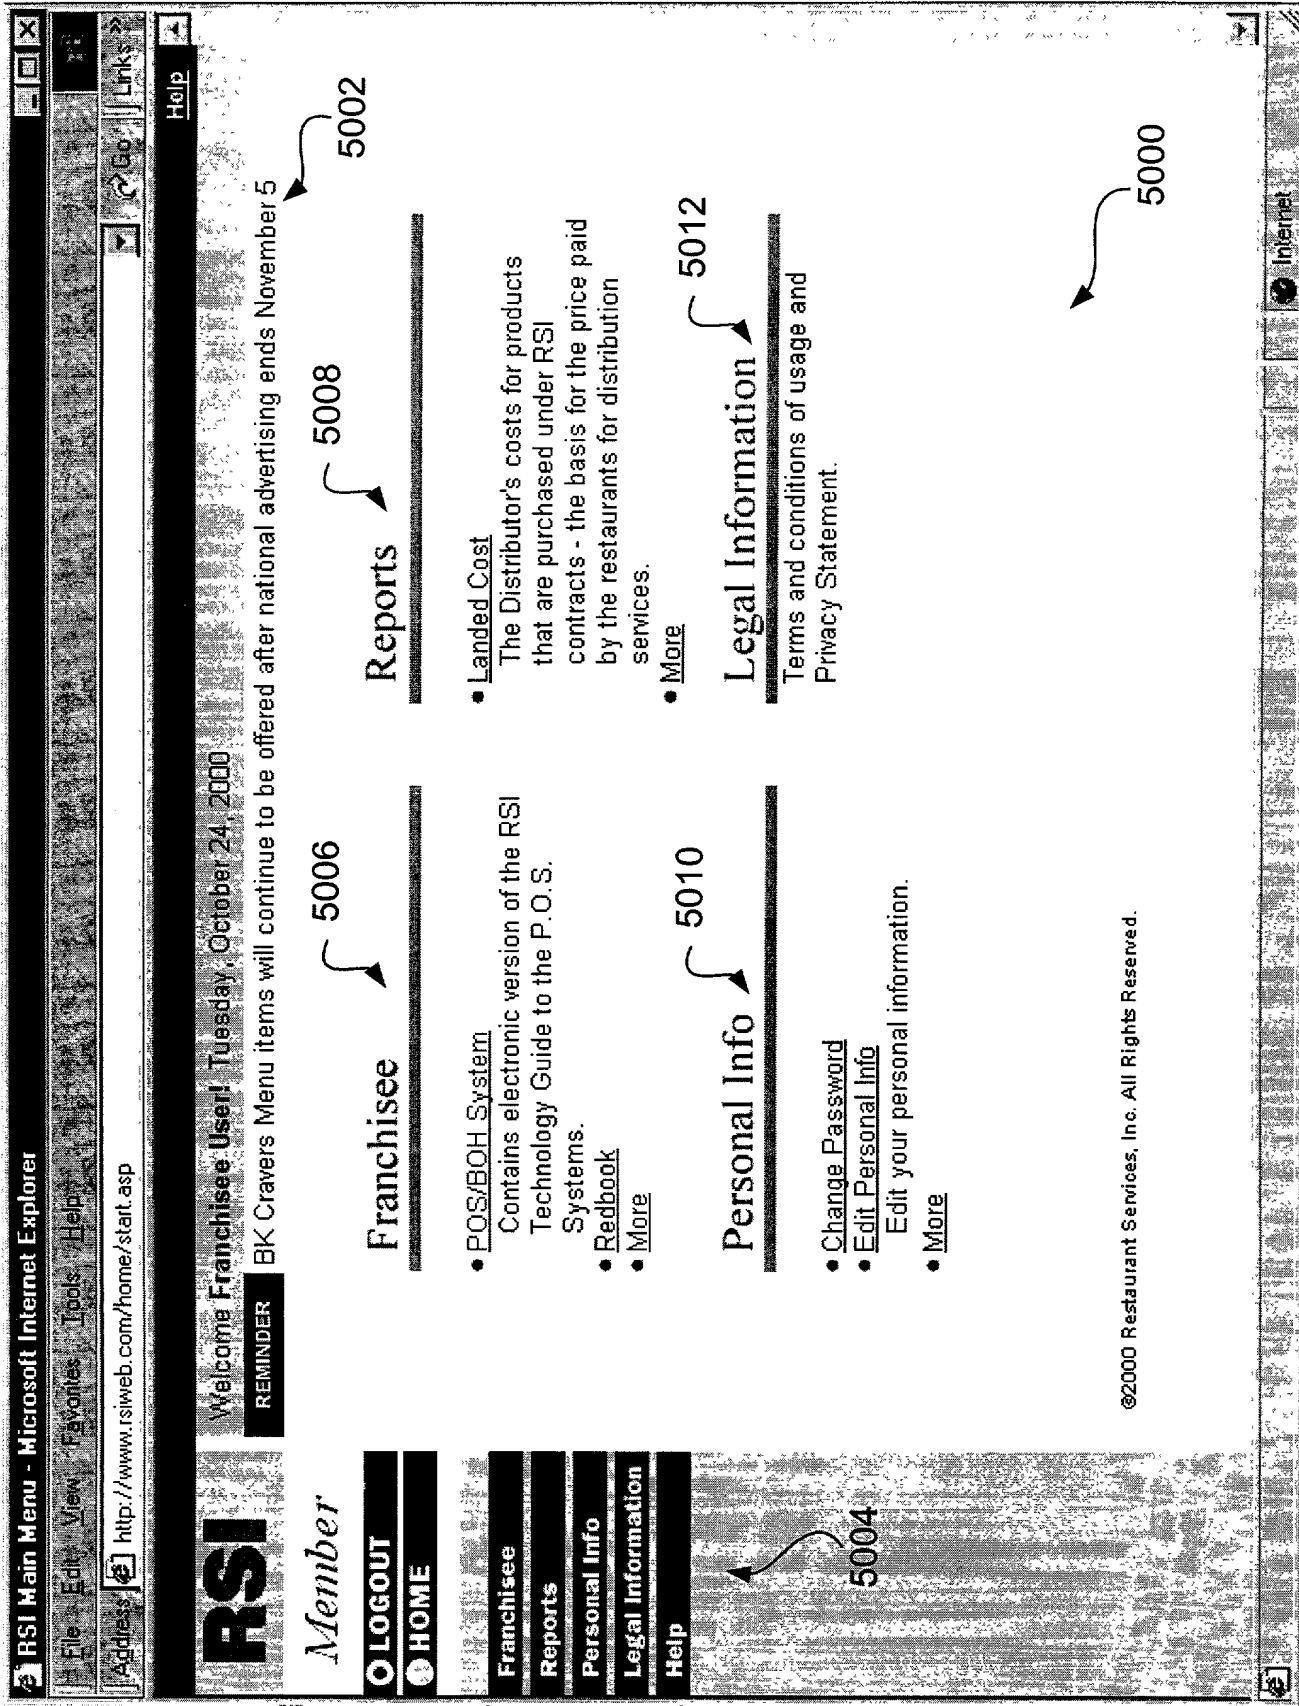 RSI Main Menu - Microsoft Internet Explorer
File Edit View Favorites Tools Help
Address http://www.rsiweb.com/home/start.asp Go Links »
Help
RSI
Welcome Franchisee User! Tuesday, October 24, 2000
REMINDER BK Cravers Menu items will continue to be offered after national advertising ends November 5
5002
Member
LOGOUT
HOME
Franchisee
Reports
Personal Info
Legal Information
Help
5004
5006
Franchisee
• POS/BOH System
Contains electronic version of the RSI
Technology Guide to the P.O.S.
Systems.
• Redbook
• More
5008
Reports
• Landed Cost
The Distributor's costs for products
that are purchased under RSI
contracts - the basis for the price paid
by the restaurants for distribution
services.
• More
5010
Personal Info
• Change Password
• Edit Personal Info
Edit your personal information.
• More
5012
Legal Information
Terms and conditions of usage and
Privacy Statement.
5000
©2000 Restaurant Services, Inc. All Rights Reserved.
Internet